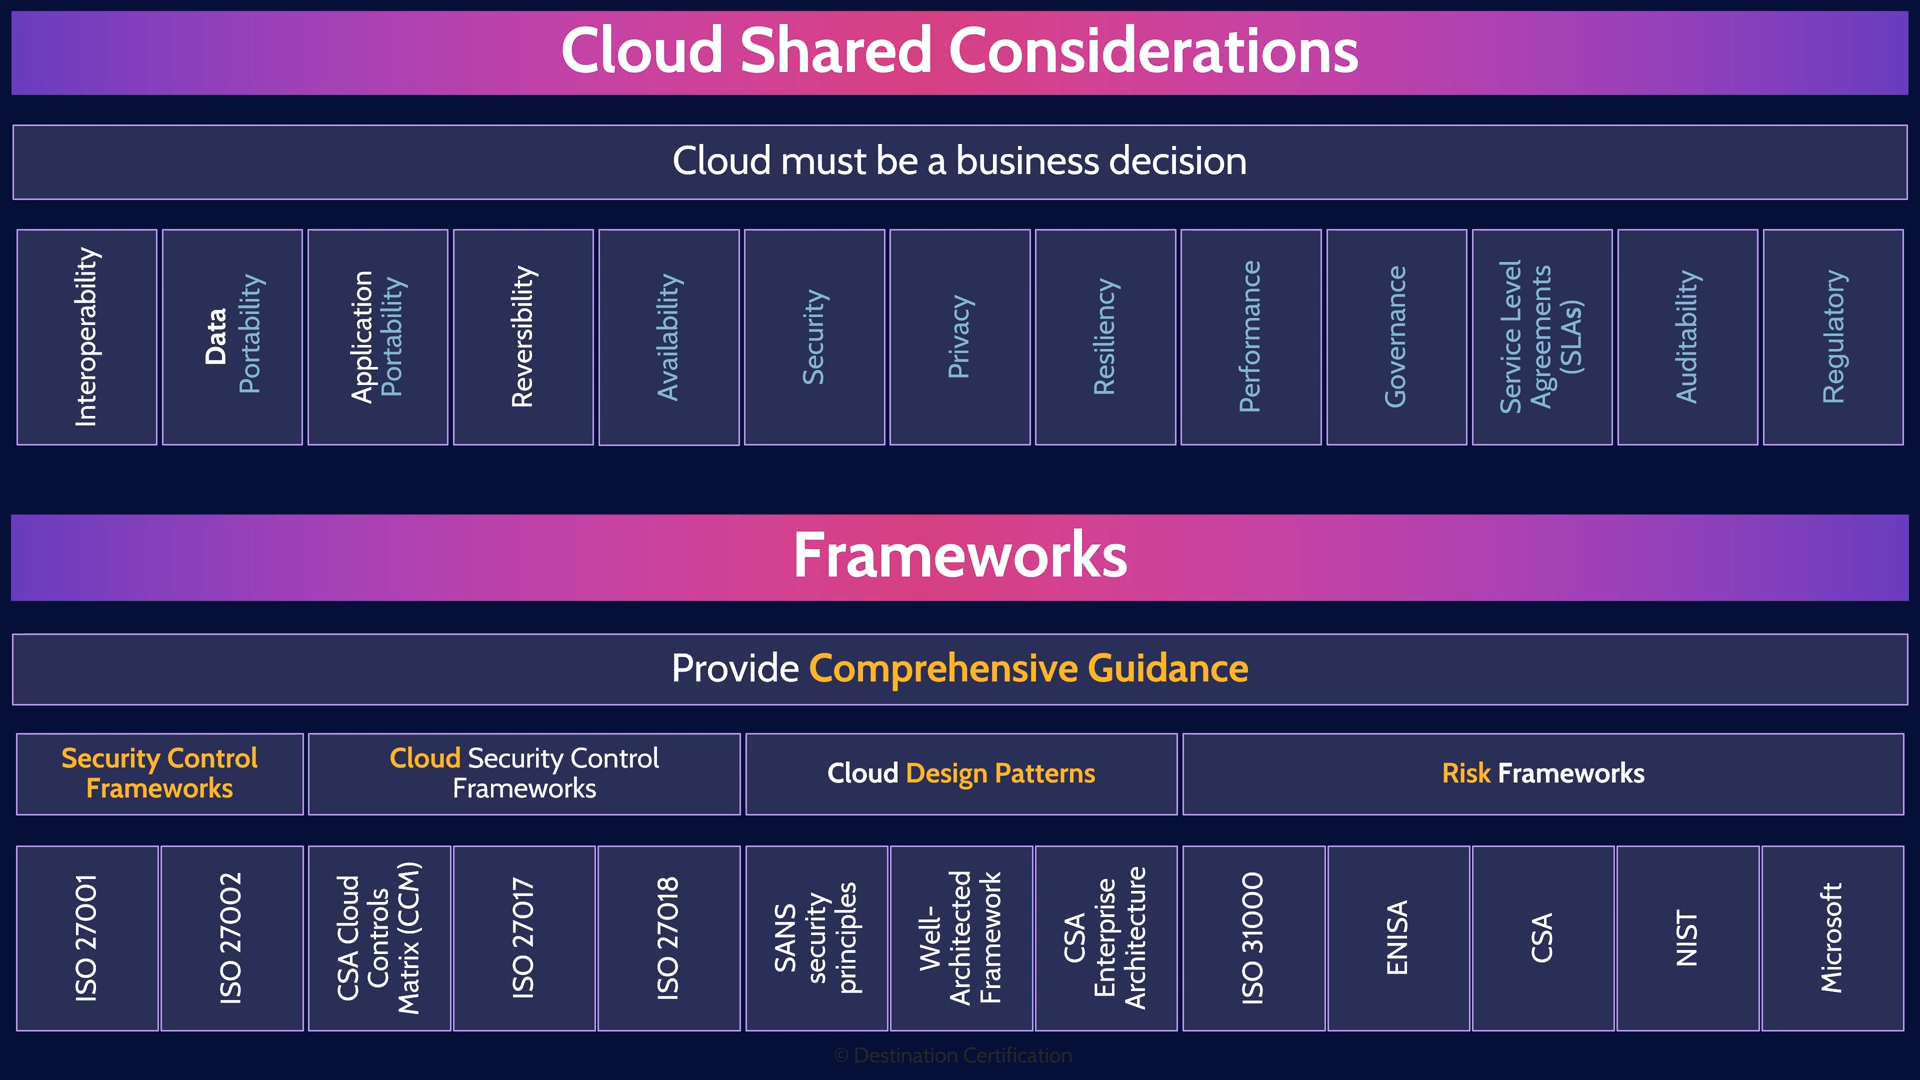 Cloud Shared Considerations
Cloud must be a business decision
Interoperability
Data
Portability
Application
Portability
Reversibility
Availability
Security
Privacy
Resiliency
Performance
Governance
Service Level
Agreements
(SLAs)
Auditability
Regulatory
Frameworks
Provide Comprehensive Guidance
Security Control
Frameworks
Cloud Security Control
Frameworks
Cloud Design Patterns
Risk Frameworks
ISO 27001
ISO 27002
CSA Cloud
Controls
Matrix (CCM)
ISO 27017
ISO 27018
SANS
security
principles
Well-
Architected
Framework
CSA
Enterprise
Architecture
ISO 31000
ENISA
CSA
NIST
Microsoft
© Destination Certification